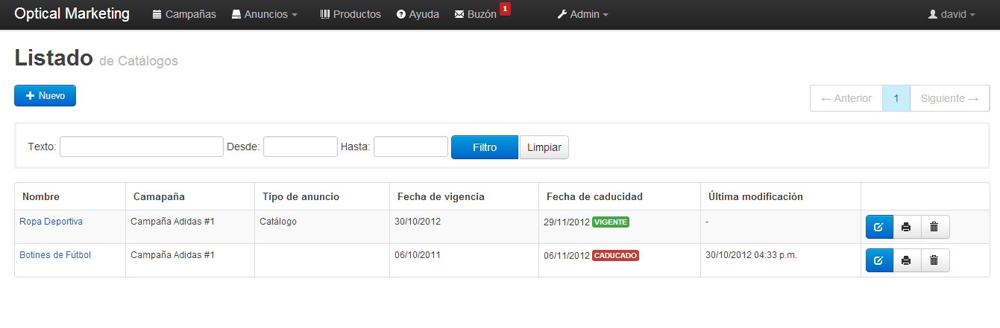 Optical Marketing Campañas Anuncios Productos Ayuda Buzón 1 Admin david
Listado de Catálogos
+ Nuevo ← Anterior 1 Siguiente →
Texto: Desde: Hasta: Filtro Limpiar
Nombre Camapaña Tipo de anuncio Fecha de vigencia Fecha de caducidad Última modificación
Ropa Deportiva Campaña Adidas #1 Catálogo 30/10/2012 29/11/2012 VIGENTE -
Botines de Fútbol Campaña Adidas #1 06/10/2011 06/11/2012 CADUCADO 30/10/2012 04:33 p.m.